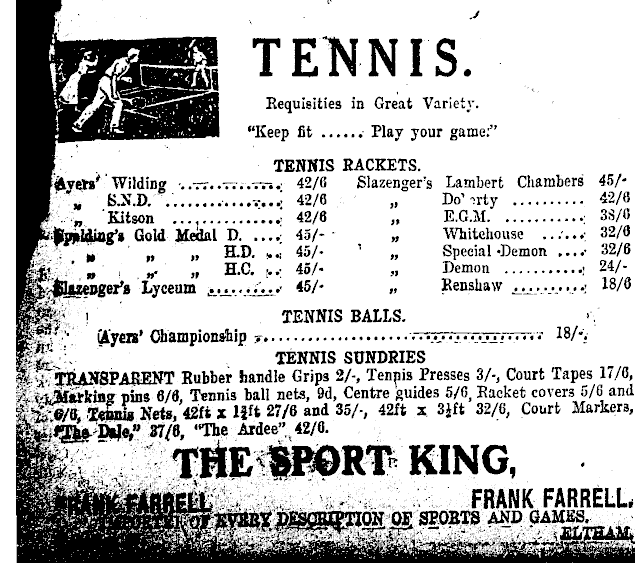 TENNIS.
Requisities in Great Variety.
"Keep fit ...... Play your game."
TENNIS RACKETS.
Ayers' Wilding .............. 42/6
„ S.N.D. .............. 42/6
„ Kitson .............. 42/6
Spalding's Gold Medal D. .... 45/-
„ „ „ H.D. .. 45/-
„ „ „ H.C. .. 45/-
Slazenger's Lyceum .......... 45/-
Slazenger's Lambert Chambers 45/-
„ .......... 42/6
„ E.G.M. .......... 38/6
„ Whitehouse ...... 32/6
„ Special Demon .... 32/6
„ Demon ........... 24/-
„ Renshaw .......... 18/6
TENNIS BALLS.
Ayers' Championship .............................. 18/-
TENNIS SUNDRIES
TRANSPARENT Rubber handle Grips 2/-, Tennis Presses 3/-, Court Tapes 17/6,
Marking pins 6/6, Tennis ball nets, 9d, Centre guides 5/6, Racket covers 5/6 and
6/6, Tennis Nets, 42ft x ft 27/6 and 35/-, 42ft x 3½ft 32/6, Court Markers,
"The Dale," 37/6, "The Ardee" 42/6.
THE SPORT KING,
FRANK FARRELL
FRANK FARRELL,
IMPORTER OF EVERY DESCRIPTION OF SPORTS AND GAMES.
ELTHAM.